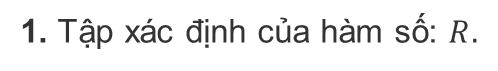 1. Tập xác định của hàm số: R.